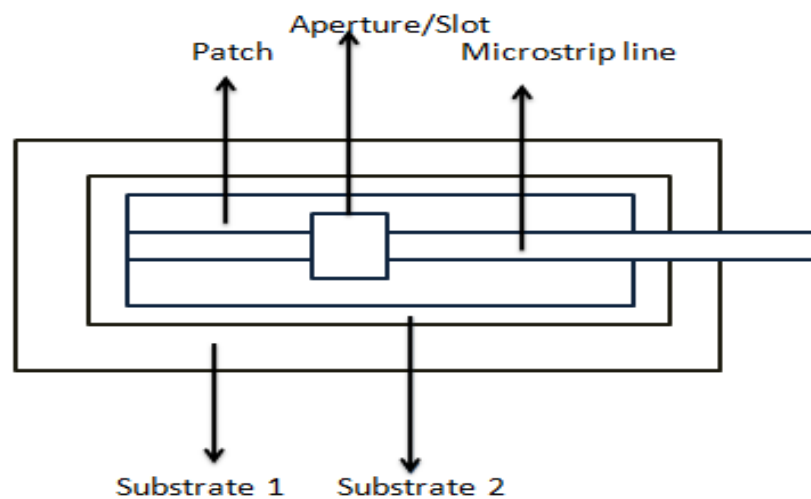 Aperture/Slot
Patch
Microstrip line
Substrate 1
Substrate 2